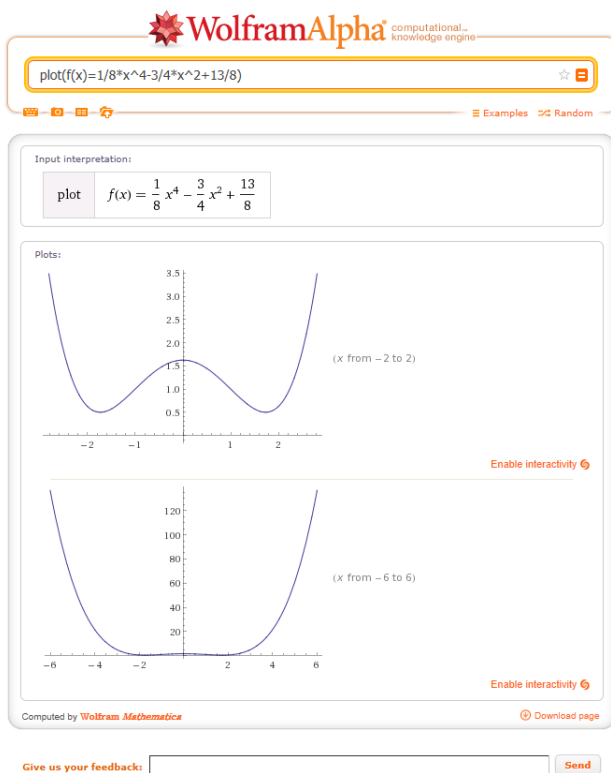 WolframAlpha computational... knowledge engine
plot(f(x)=1/8*x^4-3/4*x^2+13/8)
Examples Random
Input interpretation:
plot f(x) = 1/8 x^4 − 3/4 x^2 + 13/8
Plots:
3.5
3.0
2.5
2.0
1.5
(x from −2 to 2)
1.0
0.5
−2 −1 1 2
Enable interactivity
120
100
80
60
(x from −6 to 6)
40
20
−6 −4 −2 2 4 6
Enable interactivity
Computed by Wolfram Mathematica
Download page
Give us your feedback:
Send